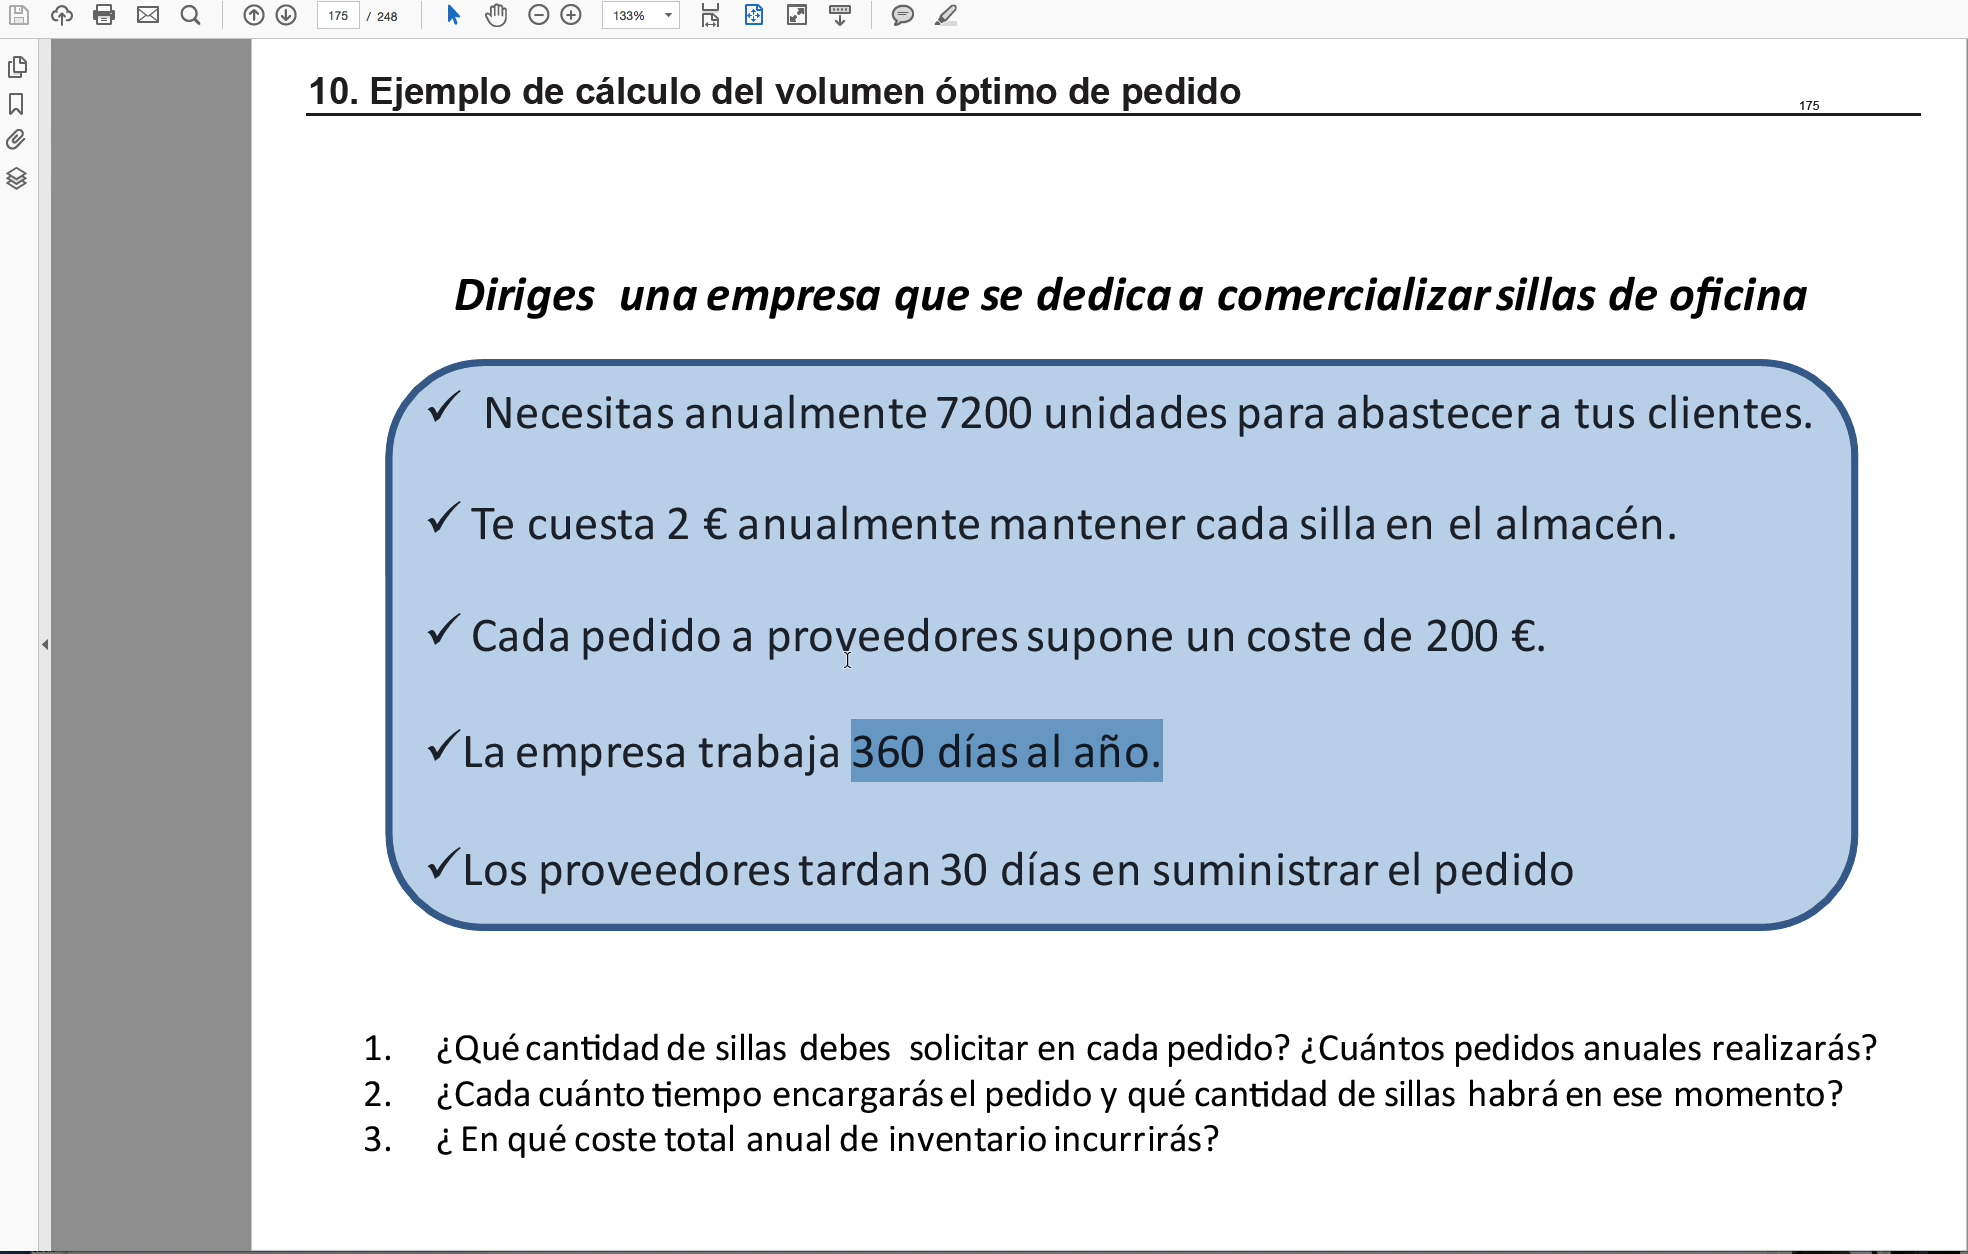 175 / 248 133%
10. Ejemplo de cálculo del volumen óptimo de pedido
175
Diriges una empresa que se dedica a comercializar sillas de oficina
✓ Necesitas anualmente 7200 unidades para abastecer a tus clientes.
✓ Te cuesta 2 € anualmente mantener cada silla en el almacén.
✓ Cada pedido a proveedores supone un coste de 200 €.
✓ La empresa trabaja 360 días al año.
✓ Los proveedores tardan 30 días en suministrar el pedido
1. ¿Qué cantidad de sillas debes solicitar en cada pedido? ¿Cuántos pedidos anuales realizarás?
2. ¿Cada cuánto tiempo encargarás el pedido y qué cantidad de sillas habrá en ese momento?
3. ¿ En qué coste total anual de inventario incurrirás?